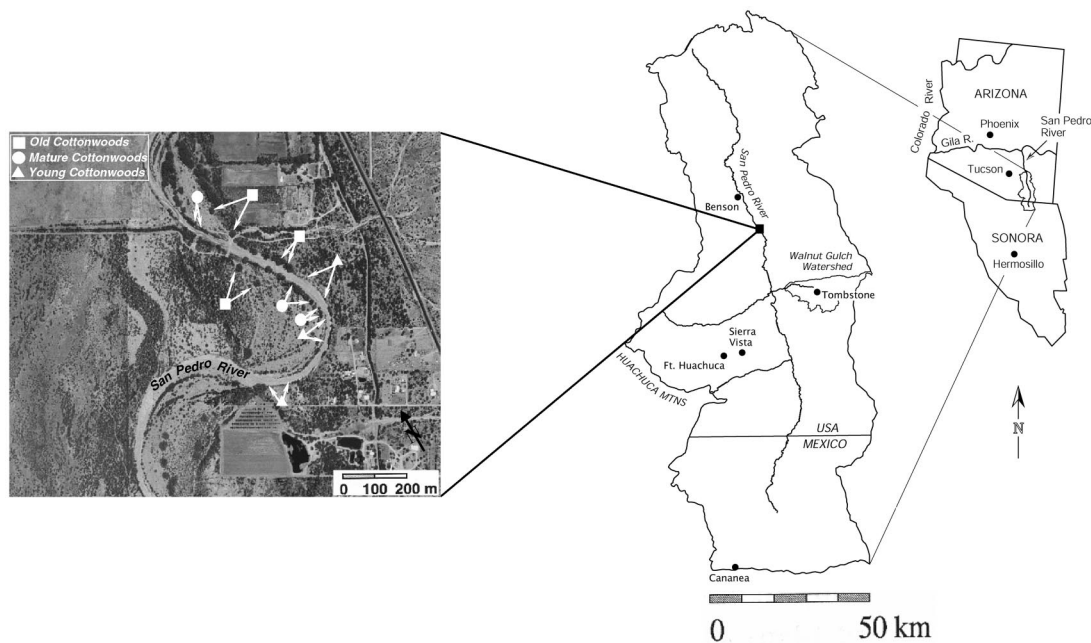 Old Cottonwoods
Mature Cottonwoods
Young Cottonwoods
San Pedro River
0 100 200 m
San Pedro River
Benson
Walnut Gulch
Watershed
Tombstone
Sierra
Vista
Ft. Huachuca
HUACHUCA MTNS
USA
MEXICO
Cananea
0 50 km
Colorado River
ARIZONA
Phoenix
San Pedro
River
Gila R.
Tucson
SONORA
Hermosillo
N